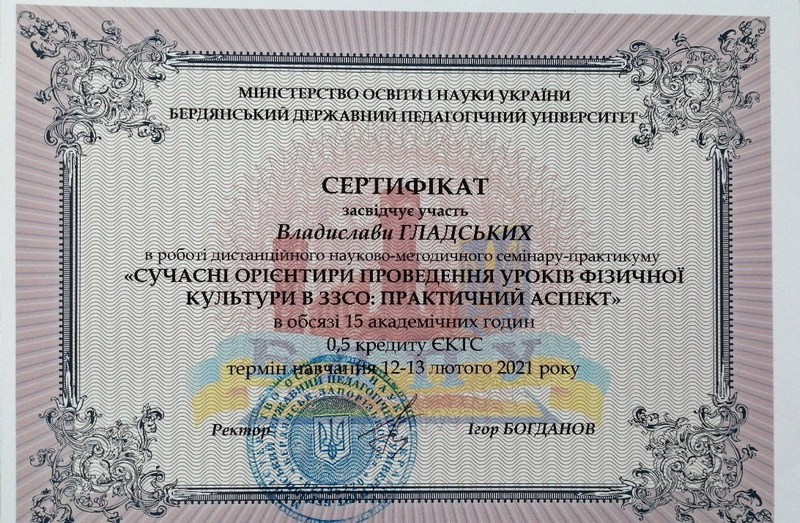 МІНІСТЕРСТВО ОСВІТИ І НАУКИ УКРАЇНИ
БЕРДЯНСЬКИЙ ДЕРЖАВНИЙ ПЕДАГОГІЧНИЙ УНІВЕРСИТЕТ
СЕРТИФІКАТ
засвідчує участь
Владислави ГЛАДСЬКИХ
в роботі дистанційного науково-методичного семінару-практикуму
«СУЧАСНІ ОРІЄНТИРИ ПРОВЕДЕННЯ УРОКІВ ФІЗИЧНОЇ
КУЛЬТУРИ В ЗЗСО: ПРАКТИЧНИЙ АСПЕКТ»
в обсязі 15 академічних годин
0,5 кредиту ЄКТС
термін навчання 12-13 лютого 2021 року
Ректор Ігор БОГДАНОВ